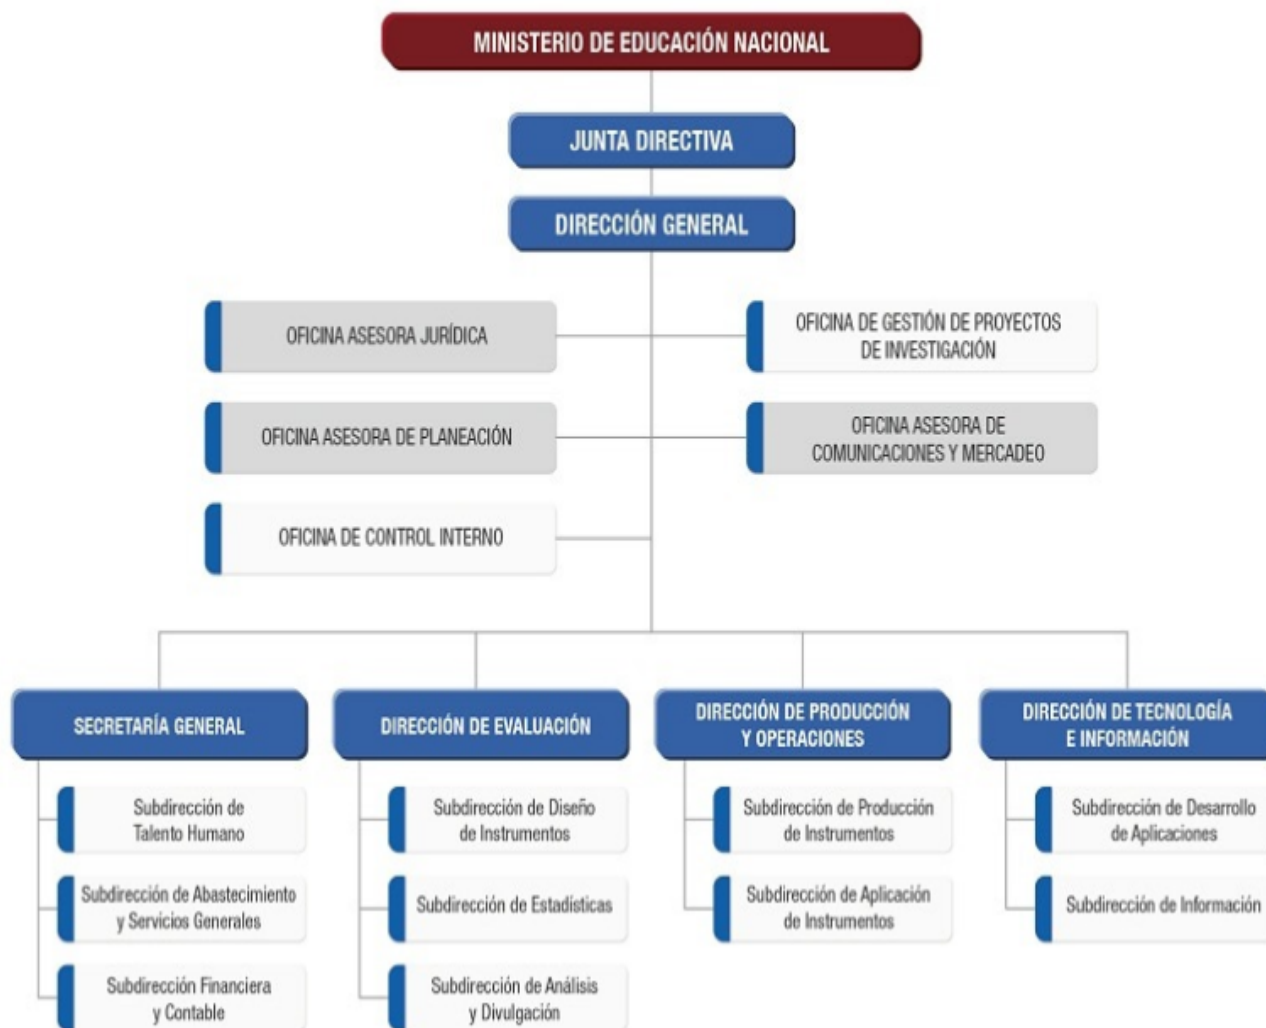 MINISTERIO DE EDUCACIÓN NACIONAL
JUNTA DIRECTIVA
DIRECCIÓN GENERAL
OFICINA ASESORA JURÍDICA
OFICINA DE GESTIÓN DE PROYECTOS
DE INVESTIGACIÓN
OFICINA ASESORA DE PLANEACIÓN
OFICINA ASESORA DE
COMUNICACIONES Y MERCADEO
OFICINA DE CONTROL INTERNO
SECRETARÍA GENERAL
Subdirección de
Talento Humano
Subdirección de Abastecimiento
y Servicios Generales
Subdirección Financiera
y Contable
DIRECCIÓN DE EVALUACIÓN
Subdirección de Diseño
de Instrumentos
Subdirección de Estadísticas
Subdirección de Análisis
y Divulgación
DIRECCIÓN DE PRODUCCIÓN
Y OPERACIONES
Subdirección de Producción
de Instrumentos
Subdirección de Aplicación
de Instrumentos
DIRECCIÓN DE TECNOLOGÍA
E INFORMACIÓN
Subdirección de Desarrollo
de Aplicaciones
Subdirección de Información